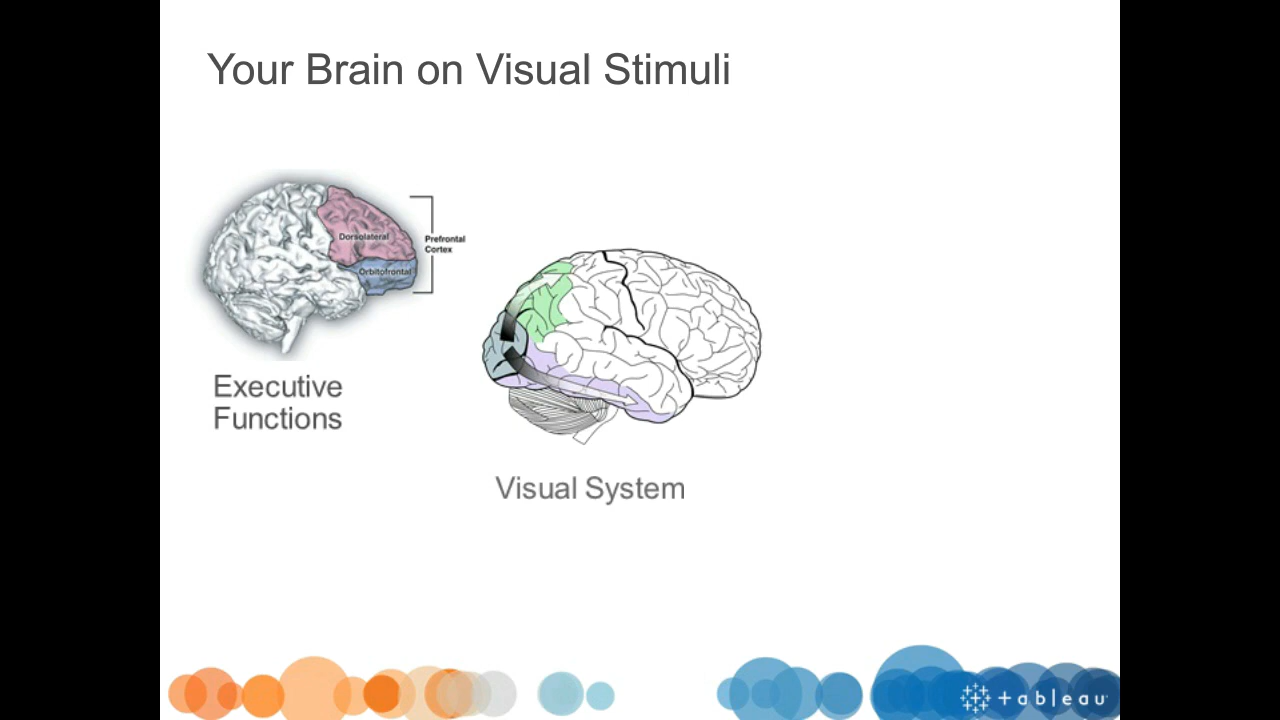 Your Brain on Visual Stimuli
Dorsolateral
Prefrontal
Cortex
Orbitofrontal
Executive
Functions
Visual System
+ableau